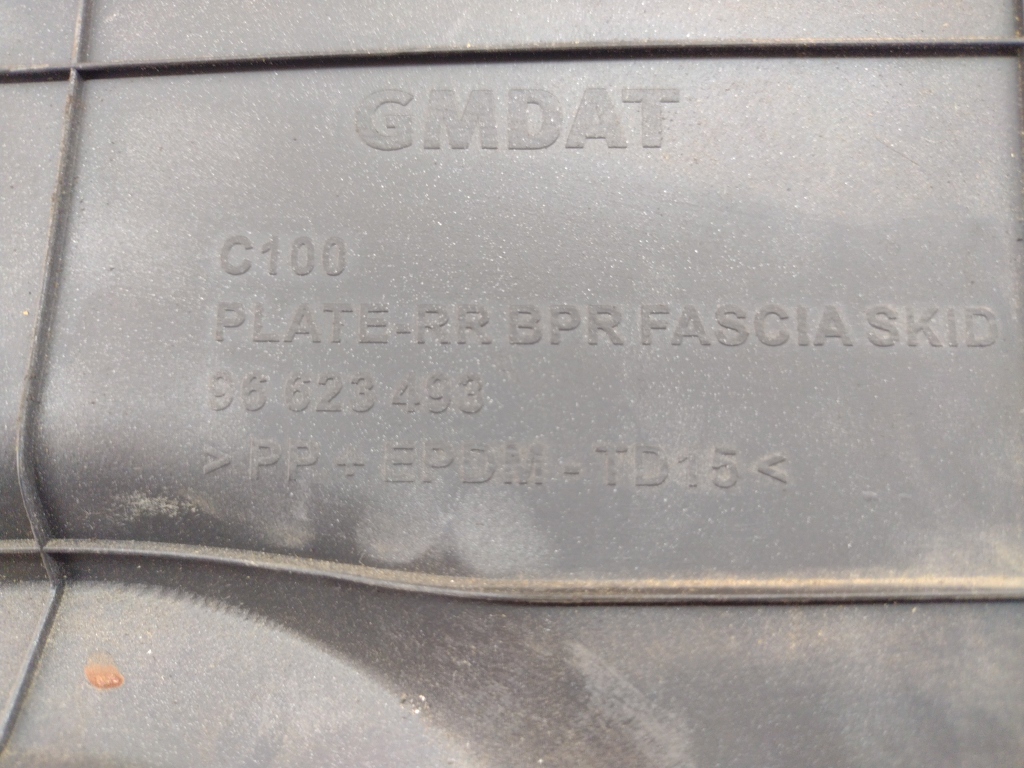 GMDAT
C100
PLATE-RR BPR FASCIA SKID
96 623 493
> PP + EPDM - TD15 <